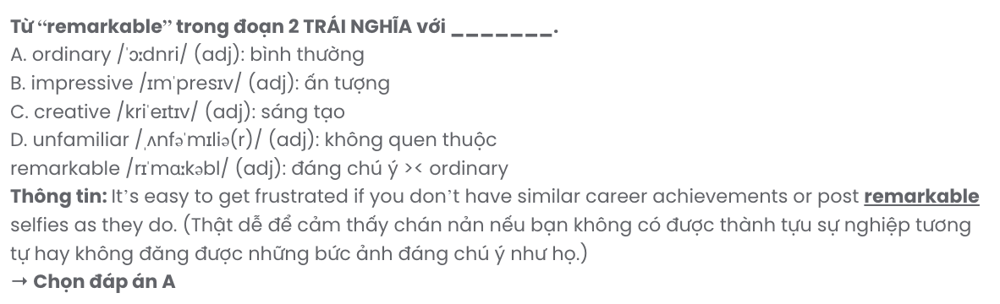 Từ “remarkable” trong đoạn 2 TRÁI NGHĨA với _______.
A. ordinary /ˈɔːdnri/ (adj): bình thường
B. impressive /ɪmˈpresɪv/ (adj): ấn tượng
C. creative /kriˈeɪtɪv/ (adj): sáng tạo
D. unfamiliar /ˌʌnfəˈmɪliə(r)/ (adj): không quen thuộc
remarkable /rɪˈmɑːkəbl/ (adj): đáng chú ý >< ordinary
Thông tin: It’s easy to get frustrated if you don’t have similar career achievements or post remarkable
selfies as they do. (Thật dễ để cảm thấy chán nản nếu bạn không có được thành tựu sự nghiệp tương
tự hay không đăng được những bức ảnh đáng chú ý như họ.)
→ Chọn đáp án A